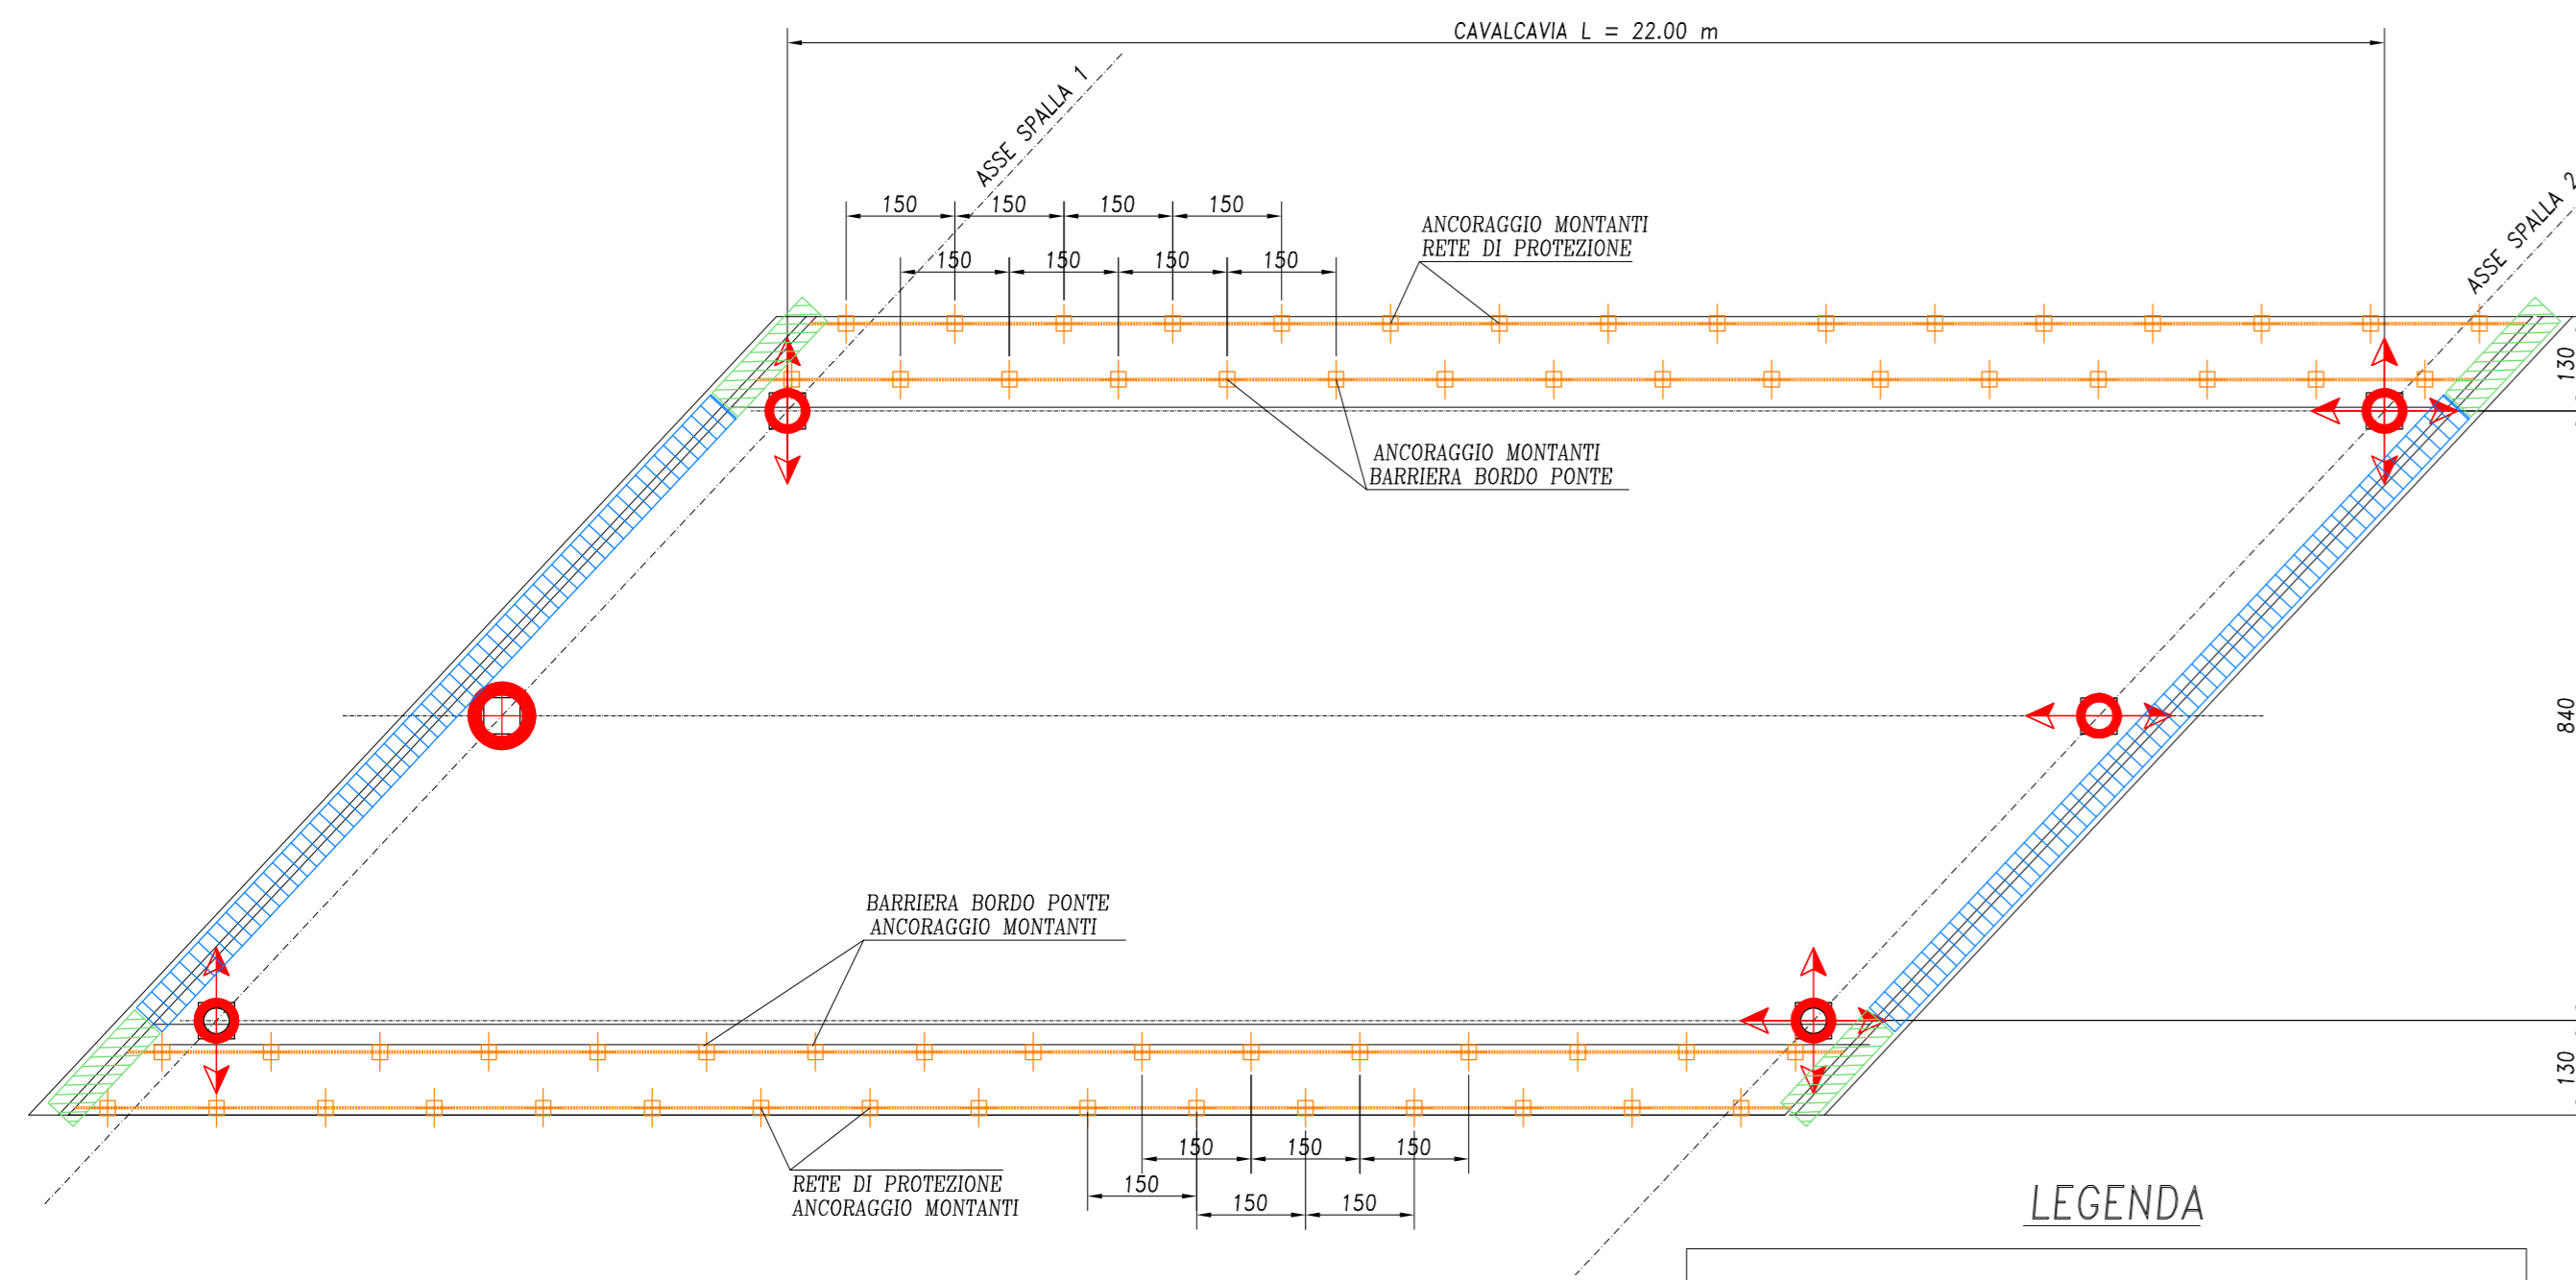 CAVALCAVIA L = 22.00 m
ASSE SPALLA 1
ASSE SPALLA 2
150 150 150 150
150 150 150 150
ANCORAGGIO MONTANTI
RETE DI PROTEZIONE
130
ANCORAGGIO MONTANTI
BARRIERA BORDO PONTE
840
BARRIERA BORDO PONTE
ANCORAGGIO MONTANTI
130
150 150 150
150
150 150
RETE DI PROTEZIONE
ANCORAGGIO MONTANTI
LEGENDA